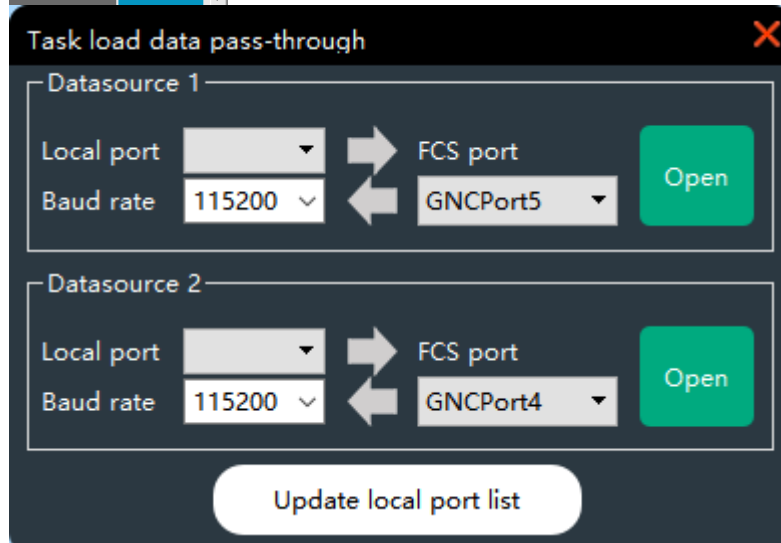 Task load data pass-through
Datasource 1
Local port
FCS port
Open
Baud rate 115200
GNCPort5
Datasource 2
Local port
FCS port
Open
Baud rate 115200
GNCPort4
Update local port list